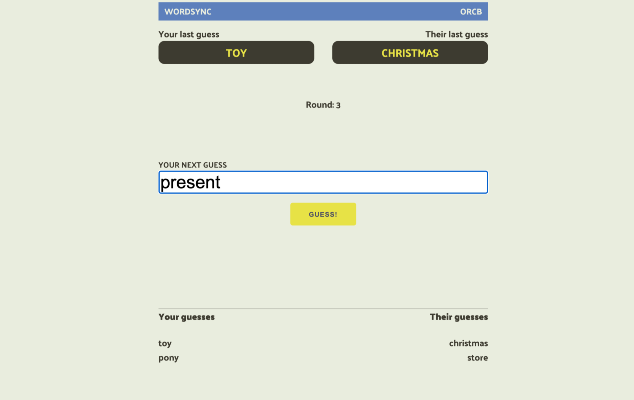 WORDSYNC ORCB
Your last guess Their last guess
TOY CHRISTMAS
Round: 3
YOUR NEXT GUESS
present
GUESS!
Your guesses Their guesses
toy christmas
pony store